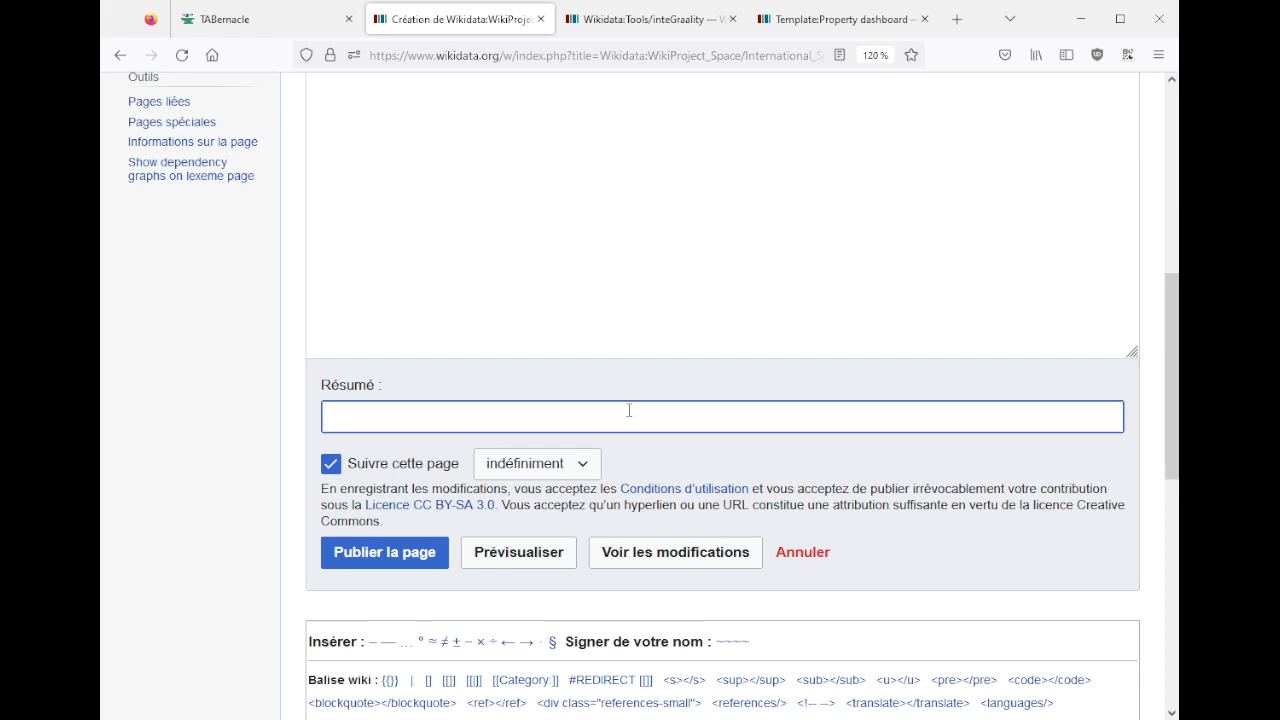 TABernacle
Création de Wikidata:WikiProje
Wikidata:Tools/inteGraality — W
Template:Property dashboard –
https://www.wikidata.org/w/index.php?title=Wikidata:WikiProject_Space/International_S
120 %
Outils
Pages liées
Pages spéciales
Informations sur la page
Show dependency
graphs on lexeme page
Résumé :
Suivre cette page
indéfiniment
En enregistrant les modifications, vous acceptez les Conditions d'utilisation et vous acceptez de publier irrévocablement votre contribution
sous la Licence CC BY-SA 3.0. Vous acceptez qu'un hyperlien ou une URL constitue une attribution suffisante en vertu de la licence Creative
Commons.
Publier la page
Prévisualiser
Voir les modifications
Annuler
Insérer : – — … ° ≈ ≠ ± − × ÷ ← → · § Signer de votre nom : ~~~~
Balise wiki : {{}} | [] [[]] [[|]] [[Category:]] #REDIRECT [[]] <s></s> <sup></sup> <sub></sub> <u></u> <pre></pre> <code></code>
<blockquote></blockquote> <ref></ref> <div class="references-small"> <references/> <!-- --> <translate></translate> <languages/>